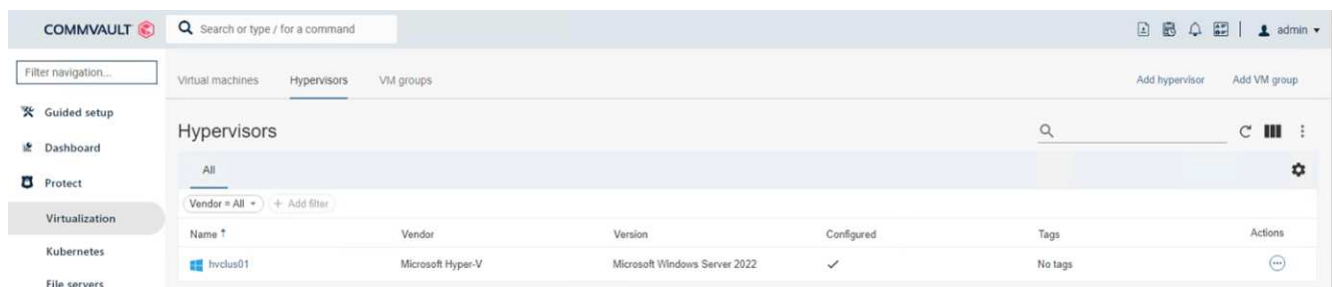 COMMVAULT
Search or type / for a command
admin
Filter navigation...
Virtual machines Hypervisors VM groups Add hypervisor Add VM group
Guided setup
Hypervisors
Dashboard
All
Protect
Vendor = All + Add filter
Virtualization
Name Vendor Version Configured Tags Actions
Kubernetes
hvclus01 Microsoft Hyper-V Microsoft Windows Server 2022 No tags
File servers